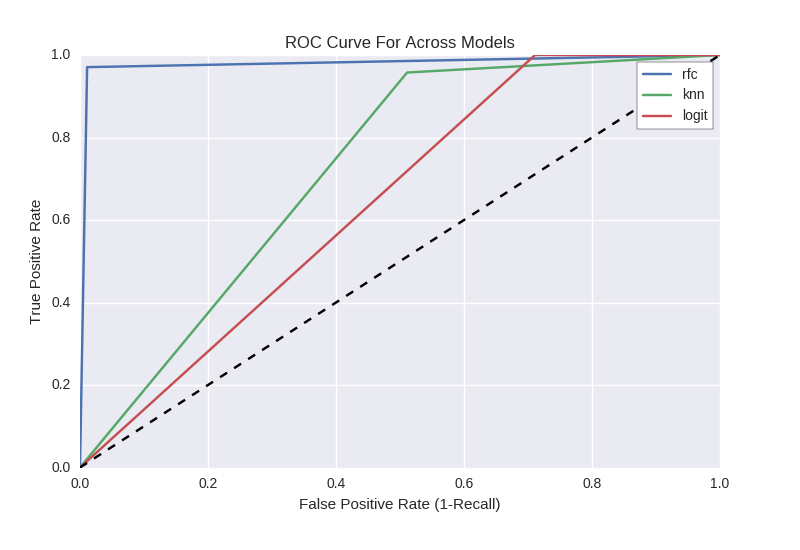 ROC Curve For Across Models
1.0
0.8
0.6
0.4
0.2
0.0
True Positive Rate
rfc
knn
logit
0.0 0.2 0.4 0.6 0.8 1.0
False Positive Rate (1-Recall)